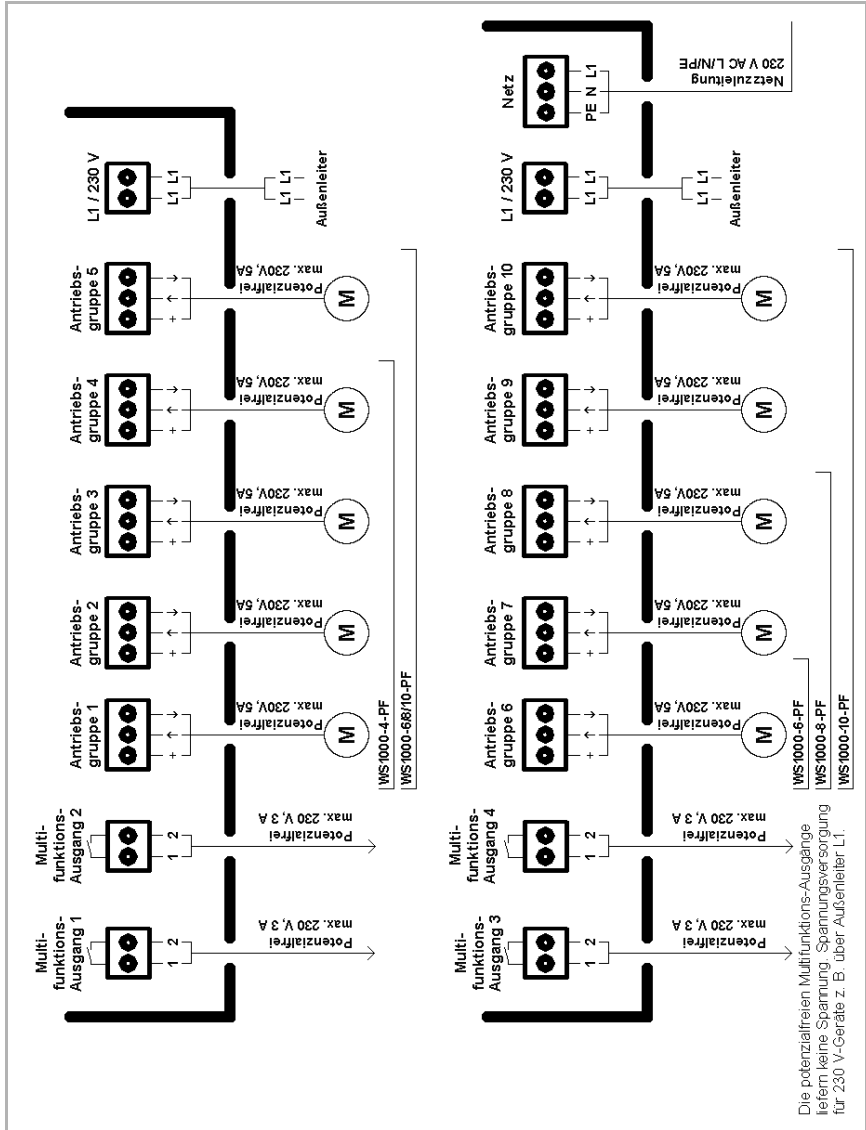 Multi-
funktions-
Ausgang 1
1 2
Potenzialfrei
max. 230 V, 3 A
Multi-
funktions-
Ausgang 2
1 2
Potenzialfrei
max. 230 V, 3 A
Antriebs-
gruppe 1
+ ↑ ↓
Potenzialfrei
max. 230V, 5A
M
Antriebs-
gruppe 2
+ ↑ ↓
Potenzialfrei
max. 230V, 5A
M
Antriebs-
gruppe 3
+ ↑ ↓
Potenzialfrei
max. 230V, 5A
M
Antriebs-
gruppe 4
+ ↑ ↓
Potenzialfrei
max. 230V, 5A
M
Antriebs-
gruppe 5
+ ↑ ↓
Potenzialfrei
max. 230V, 5A
M
L1 / 230 V
L1 L1
L1 L1
Außenleiter
WS1000-4-PF
WS1000-6/8/10-PF
Multi-
funktions-
Ausgang 3
1 2
Potenzialfrei
max. 230 V, 3 A
Multi-
funktions-
Ausgang 4
1 2
Potenzialfrei
max. 230 V, 3 A
Antriebs-
gruppe 6
+ ↑ ↓
Potenzialfrei
max. 230V, 5A
M
Antriebs-
gruppe 7
+ ↑ ↓
Potenzialfrei
max. 230V, 5A
M
Antriebs-
gruppe 8
+ ↑ ↓
Potenzialfrei
max. 230V, 5A
M
Antriebs-
gruppe 9
+ ↑ ↓
Potenzialfrei
max. 230V, 5A
M
Antriebs-
gruppe 10
+ ↑ ↓
Potenzialfrei
max. 230V, 5A
M
L1 / 230 V
L1 L1
L1 L1
Außenleiter
Netz
PE N L1
Netzzuleitung
230 V AC L/N/PE
WS1000-6-PF
WS1000-8-PF
WS1000-10-PF
Die potenzialfreien Multifunktions-Ausgänge
liefern keine Spannung. Spannungsversorgung
für 230 V-Geräte z. B. über Außenleiter L1.